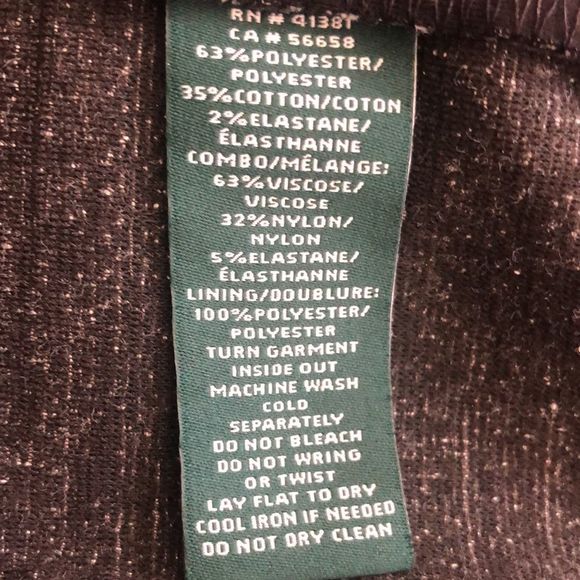 RN # 41381
CA # 56658
63%POLYESTER/
POLYESTER
35%COTTON/COTON
2%ELASTANE/
ÉLASTHANNE
COMBO/MÉLANGE:
63%VISCOSE/
VISCOSE
32%NYLON/
NYLON
5%ELASTANE/
ÉLASTHANNE
LINING/DOUBLURE:
100%POLYESTER/
POLYESTER
TURN GARMENT
INSIDE OUT
MACHINE WASH
COLD
SEPARATELY
DO NOT BLEACH
DO NOT WRING
OR TWIST
LAY FLAT TO DRY
COOL IRON IF NEEDED
DO NOT DRY CLEAN